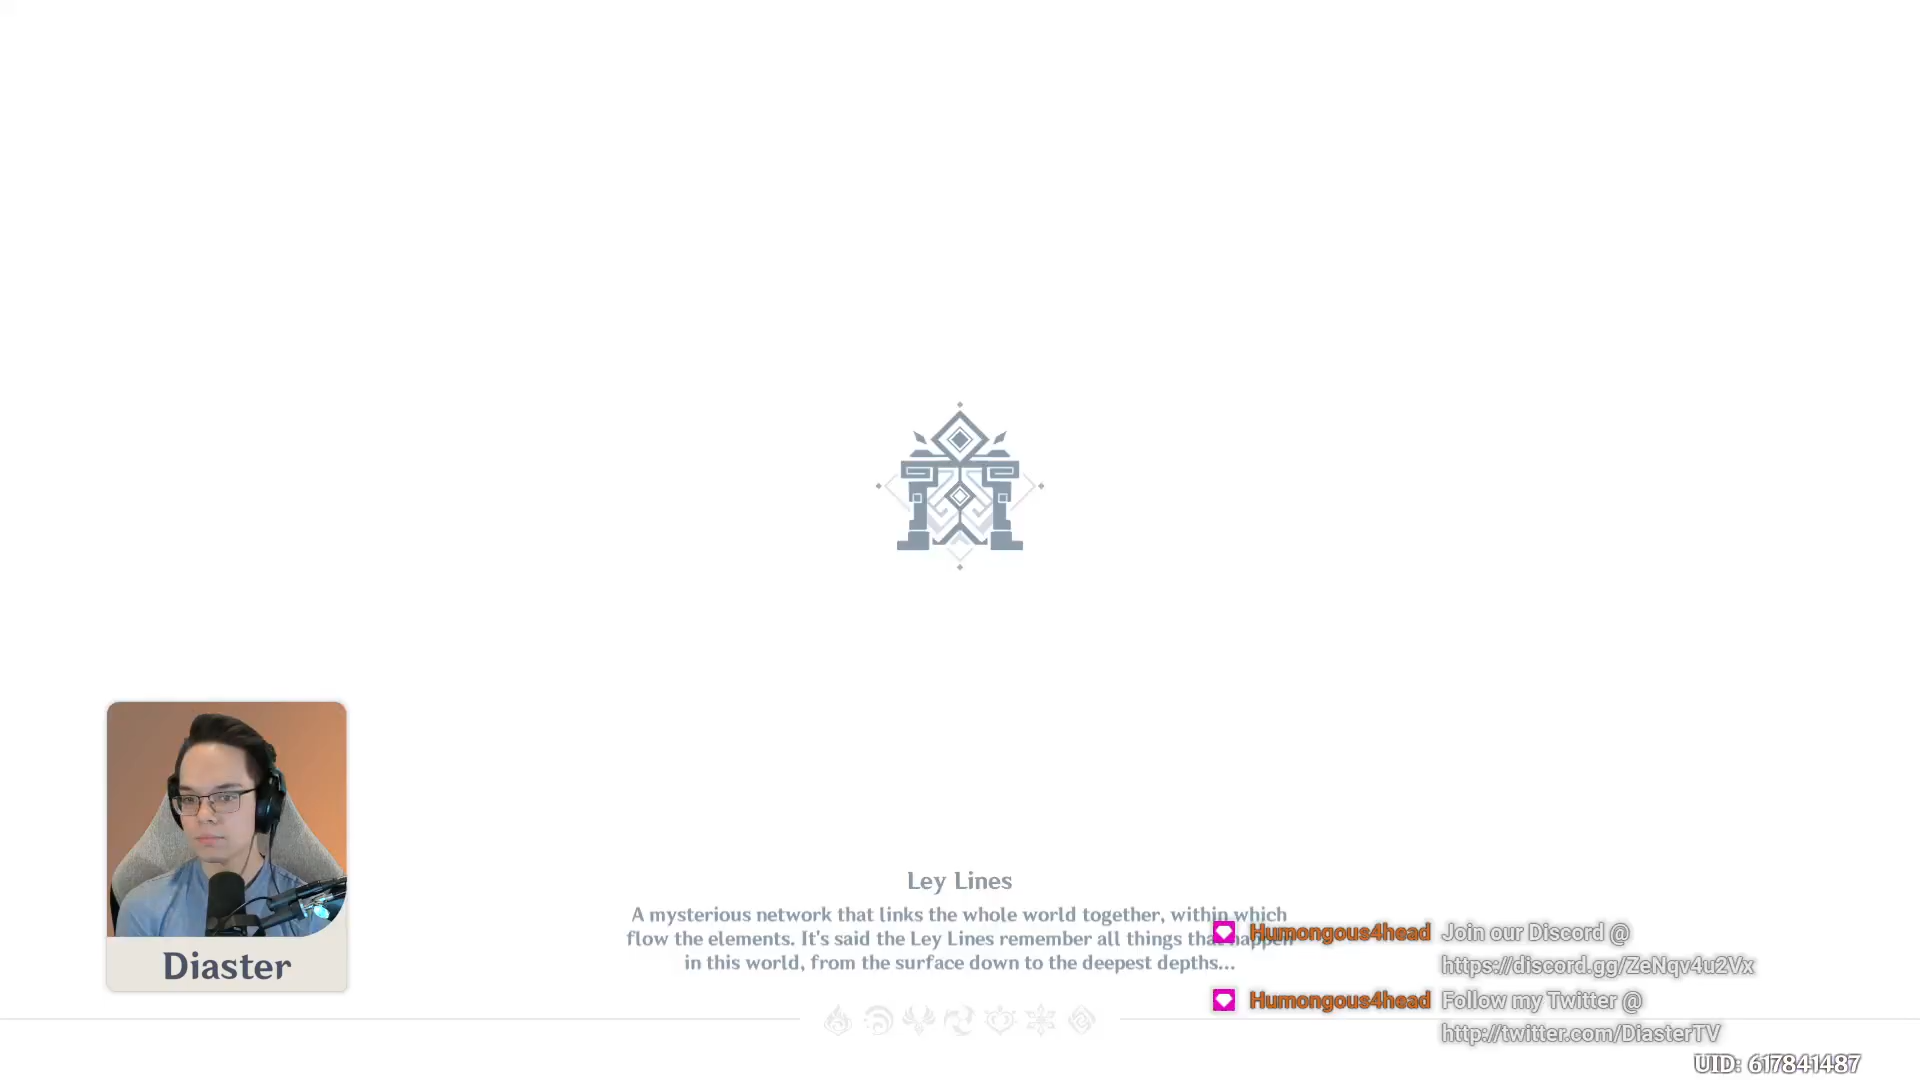 Ley Lines
A mysterious network that links the whole world together, within which
flow the elements. It's said the Ley Lines remember all things that happen
in this world, from the surface down to the deepest depths...
Diaster
Humongous4head Join our Discord @
https://discord.gg/ZeNqv4u2Vx
Humongous4head Follow my Twitter @
http://twitter.com/DiasterTV
UID: 617841487